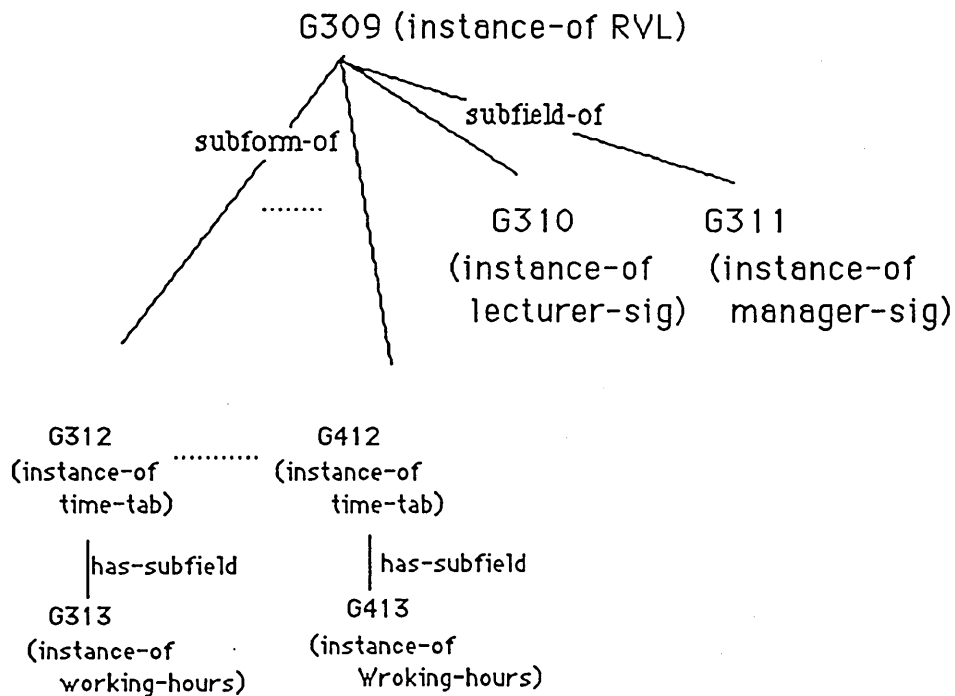 G309 (instance-of RVL)
subfield-of
subform-of
........
G310 G311
(instance-of (instance-of
lecturer-sig) manager-sig)
G312 ........... G412
(instance-of (instance-of
time-tab) time-tab)
has-subfield has-subfield
G313 G413
(instance-of (instance-of
working-hours) Wroking-hours)